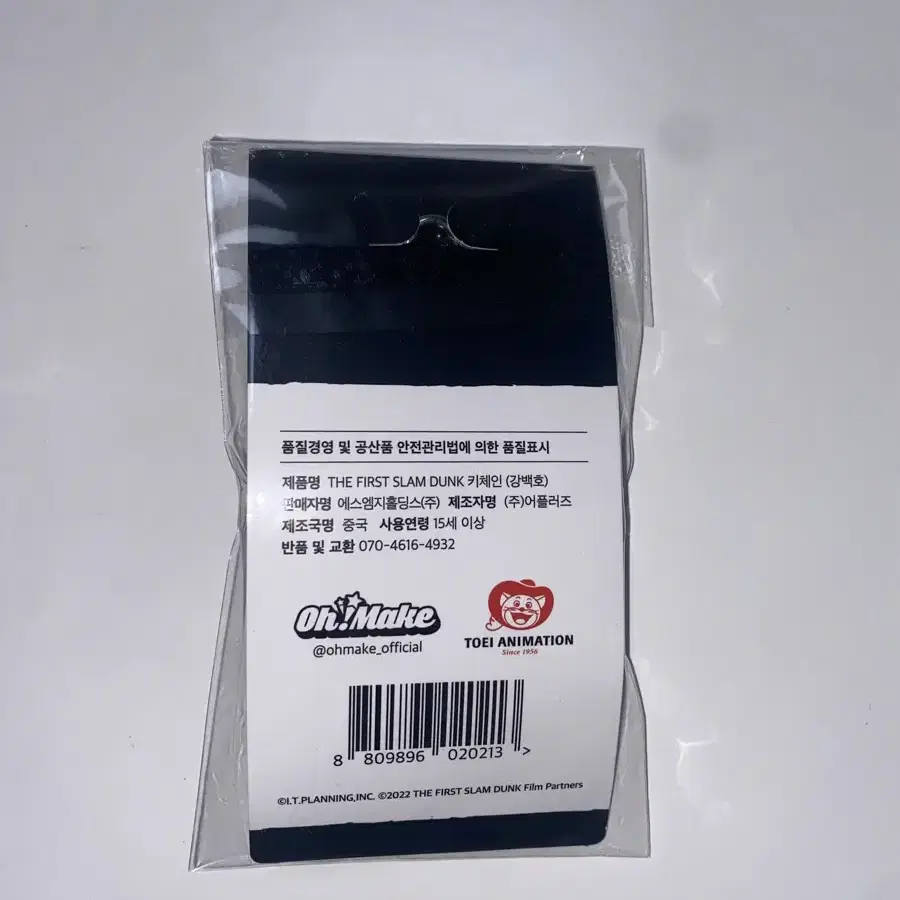 품질경영 및 공산품 안전관리법에 의한 품질표시
제품명 THE FIRST SLAM DUNK 키체인 (강백호)
판매자명 에스엠지홀딩스(주) 제조자명 (주)어플러즈
제조국명 중국 사용연령 15세 이상
반품 및 교환 070-4616-4932
Oh!Make
@ohmake_official
TOEI ANIMATION
Since 1956
8 809896 020213 >
©I.T.PLANNING,INC. ©2022 THE FIRST SLAM DUNK Film Partners